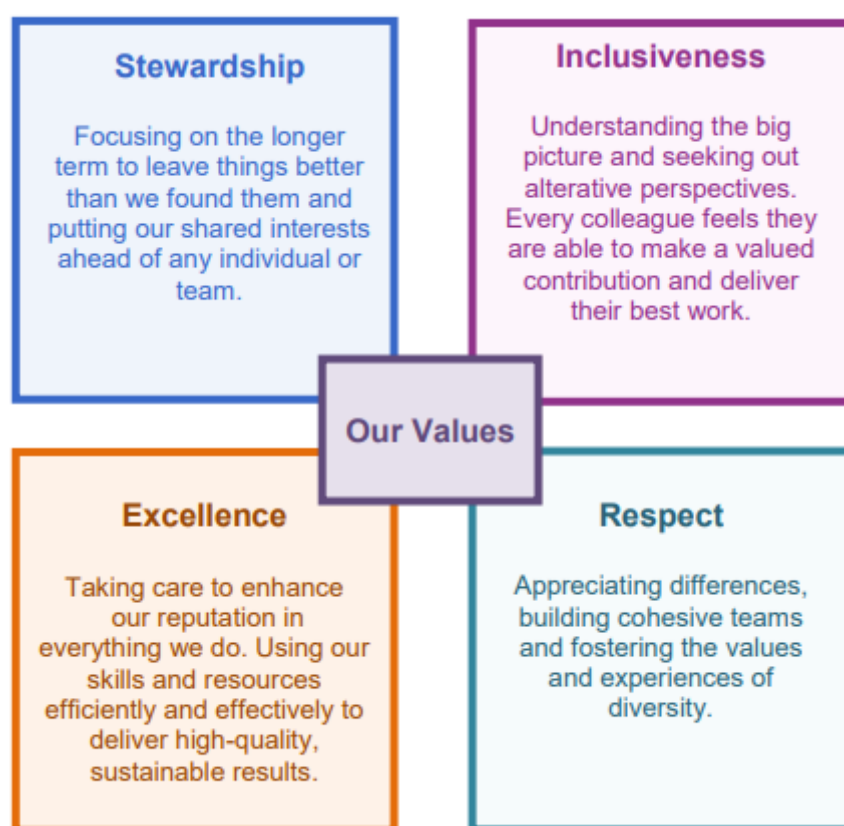 Stewardship
Focusing on the longer
term to leave things better
than we found them and
putting our shared interests
ahead of any individual or
team.
Inclusiveness
Understanding the big
picture and seeking out
alterative perspectives.
Every colleague feels they
are able to make a valued
contribution and deliver
their best work.
Our Values
Excellence
Taking care to enhance
our reputation in
everything we do. Using our
skills and resources
efficiently and effectively to
deliver high-quality,
sustainable results.
Respect
Appreciating differences,
building cohesive teams
and fostering the values
and experiences of
diversity.